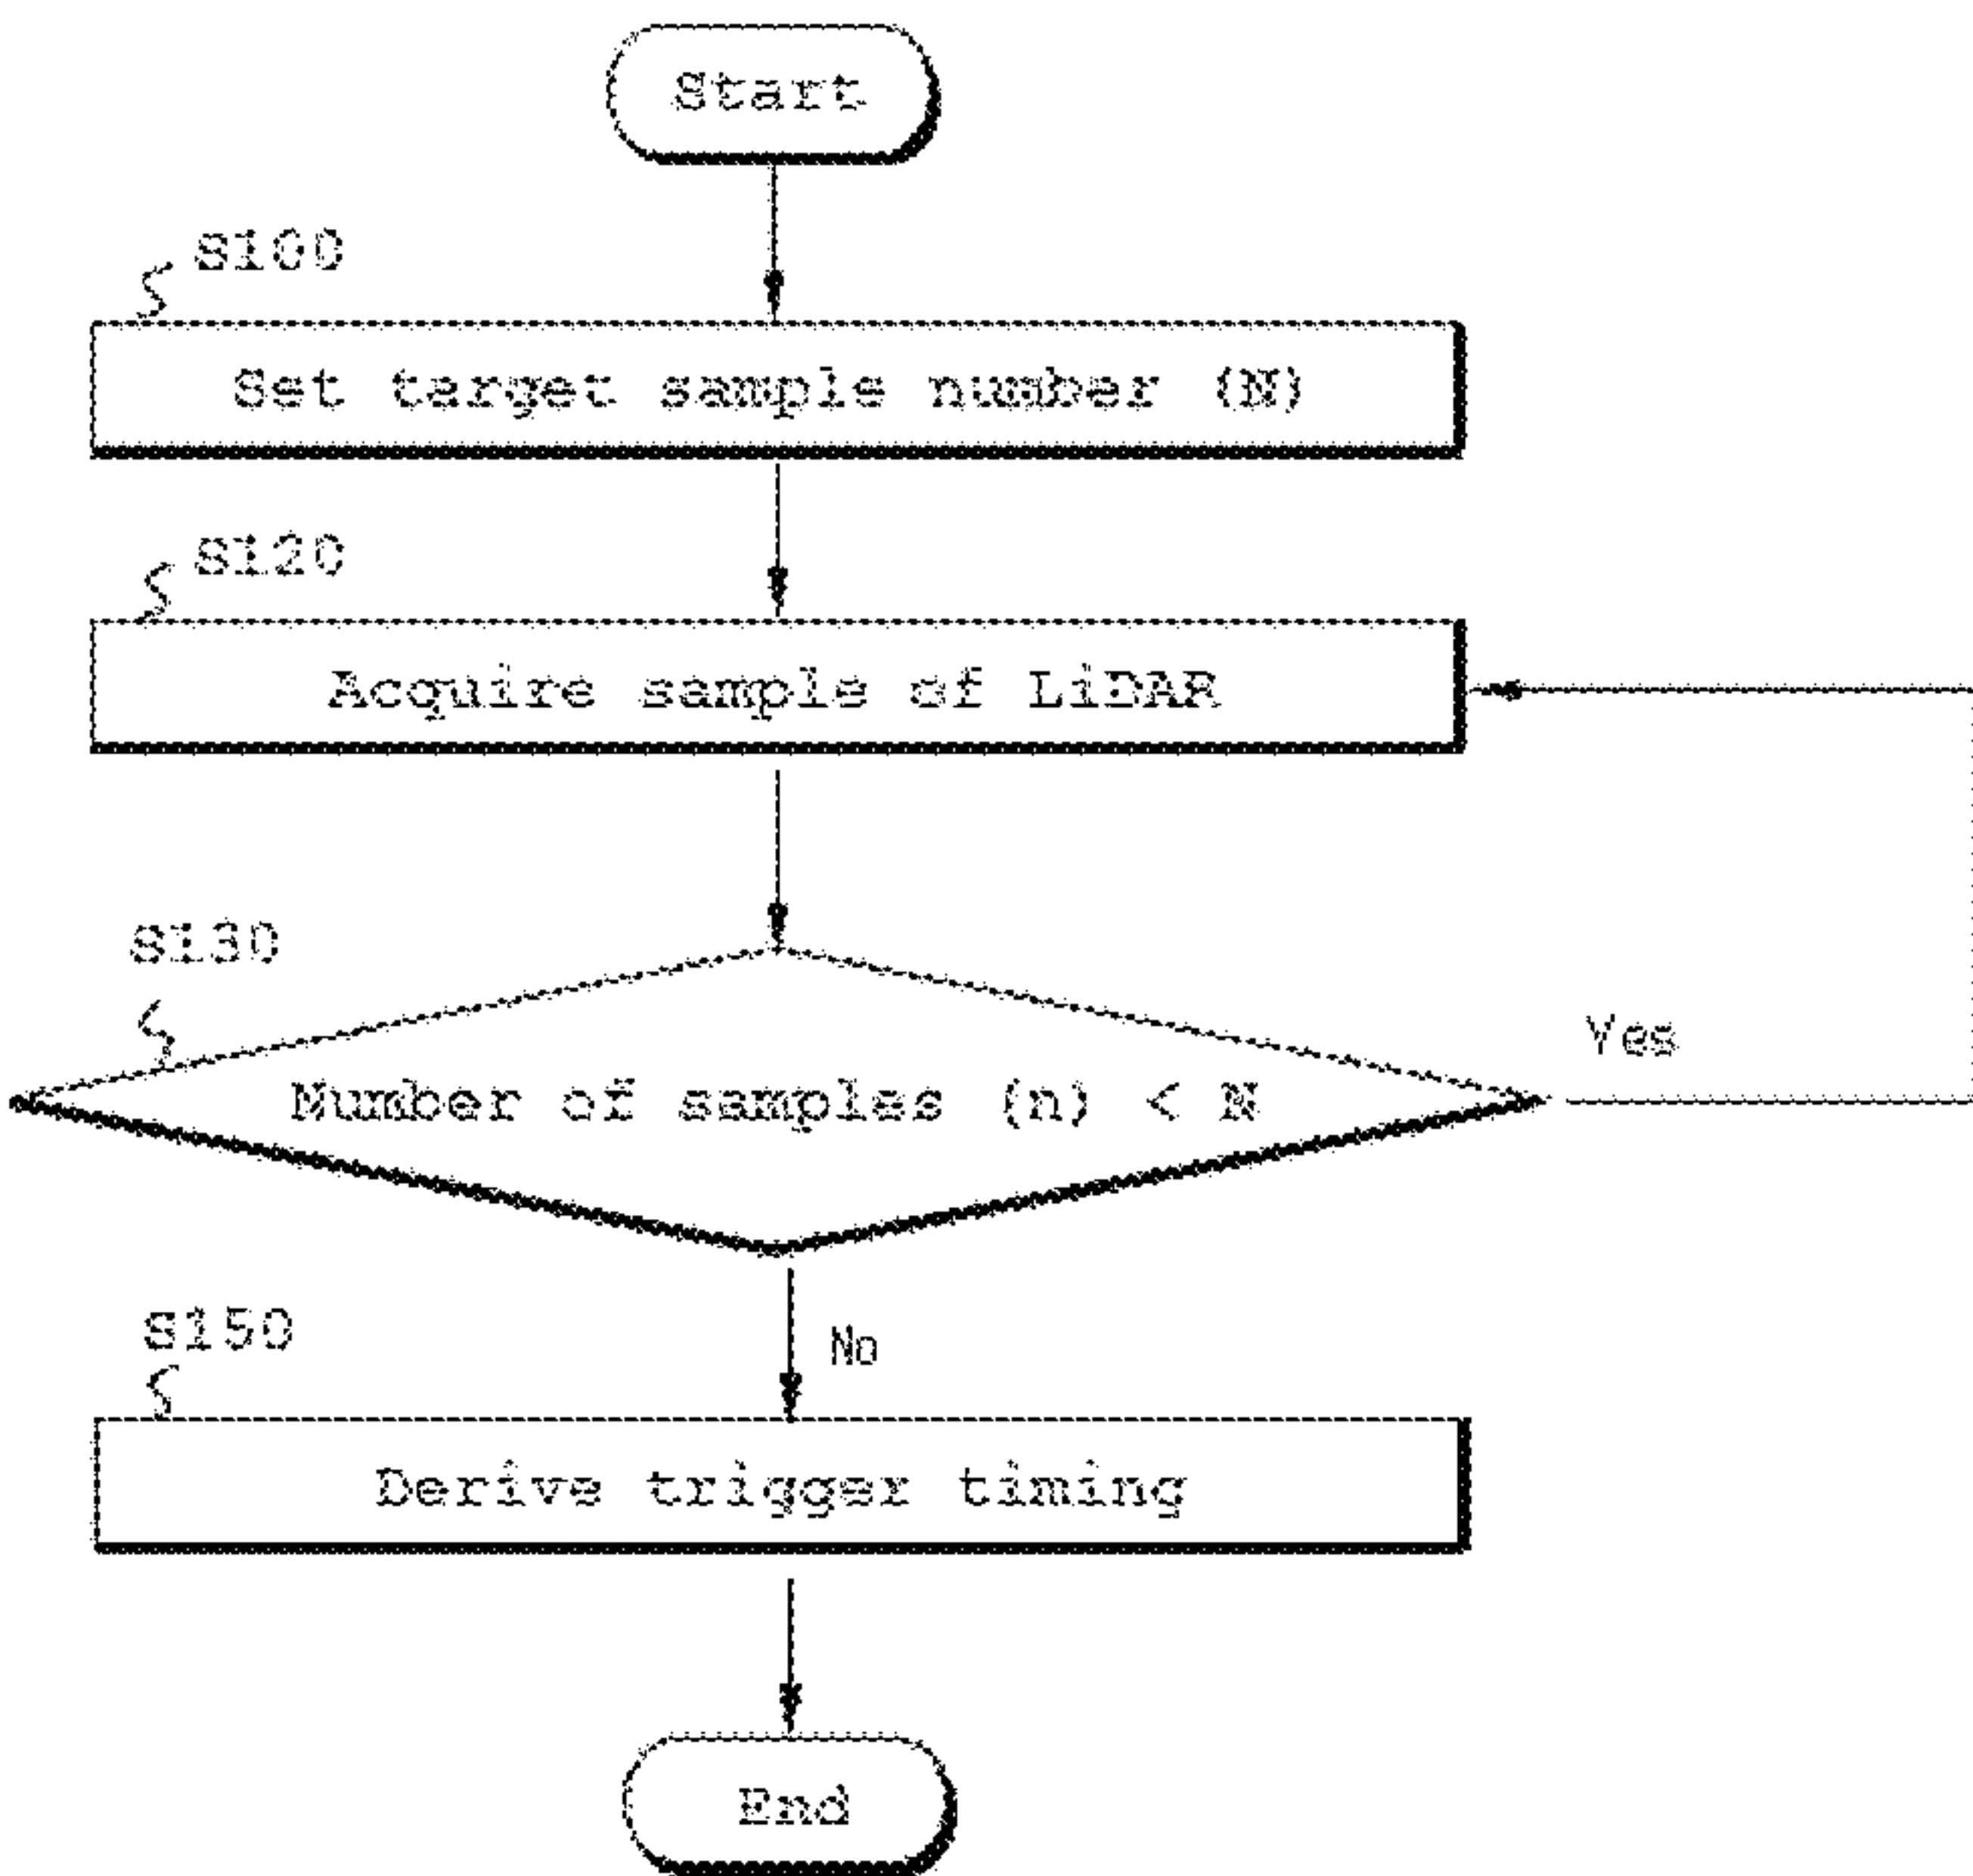 Start
S100
Set target sample number (N)
S120
Acquire sample of LiDAR
S130
Yes
Number of samples (n) < N
S150
No
Derive trigger timing
End